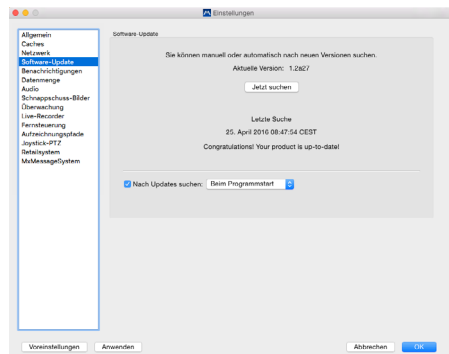 Einstellungen
Allgemein
Caches
Netzwerk
Software-Update
Benachrichtigungen
Datenmenge
Audio
Schnappschuss-Bilder
Überwachung
Live-Recorder
Fernsteuerung
Aufzeichnungspfade
Joystick-PTZ
Retailsystem
MxMessageSystem
Software-Update
Sie können manuell oder automatisch nach neuen Versionen suchen.
Aktuelle Version: 1.2a27
Jetzt suchen
Letzte Suche
25. April 2016 08:47:54 CEST
Congratulations! Your product is up-to-date!
Nach Updates suchen: Beim Programmstart
Voreinstellungen Anwenden Abbrechen OK